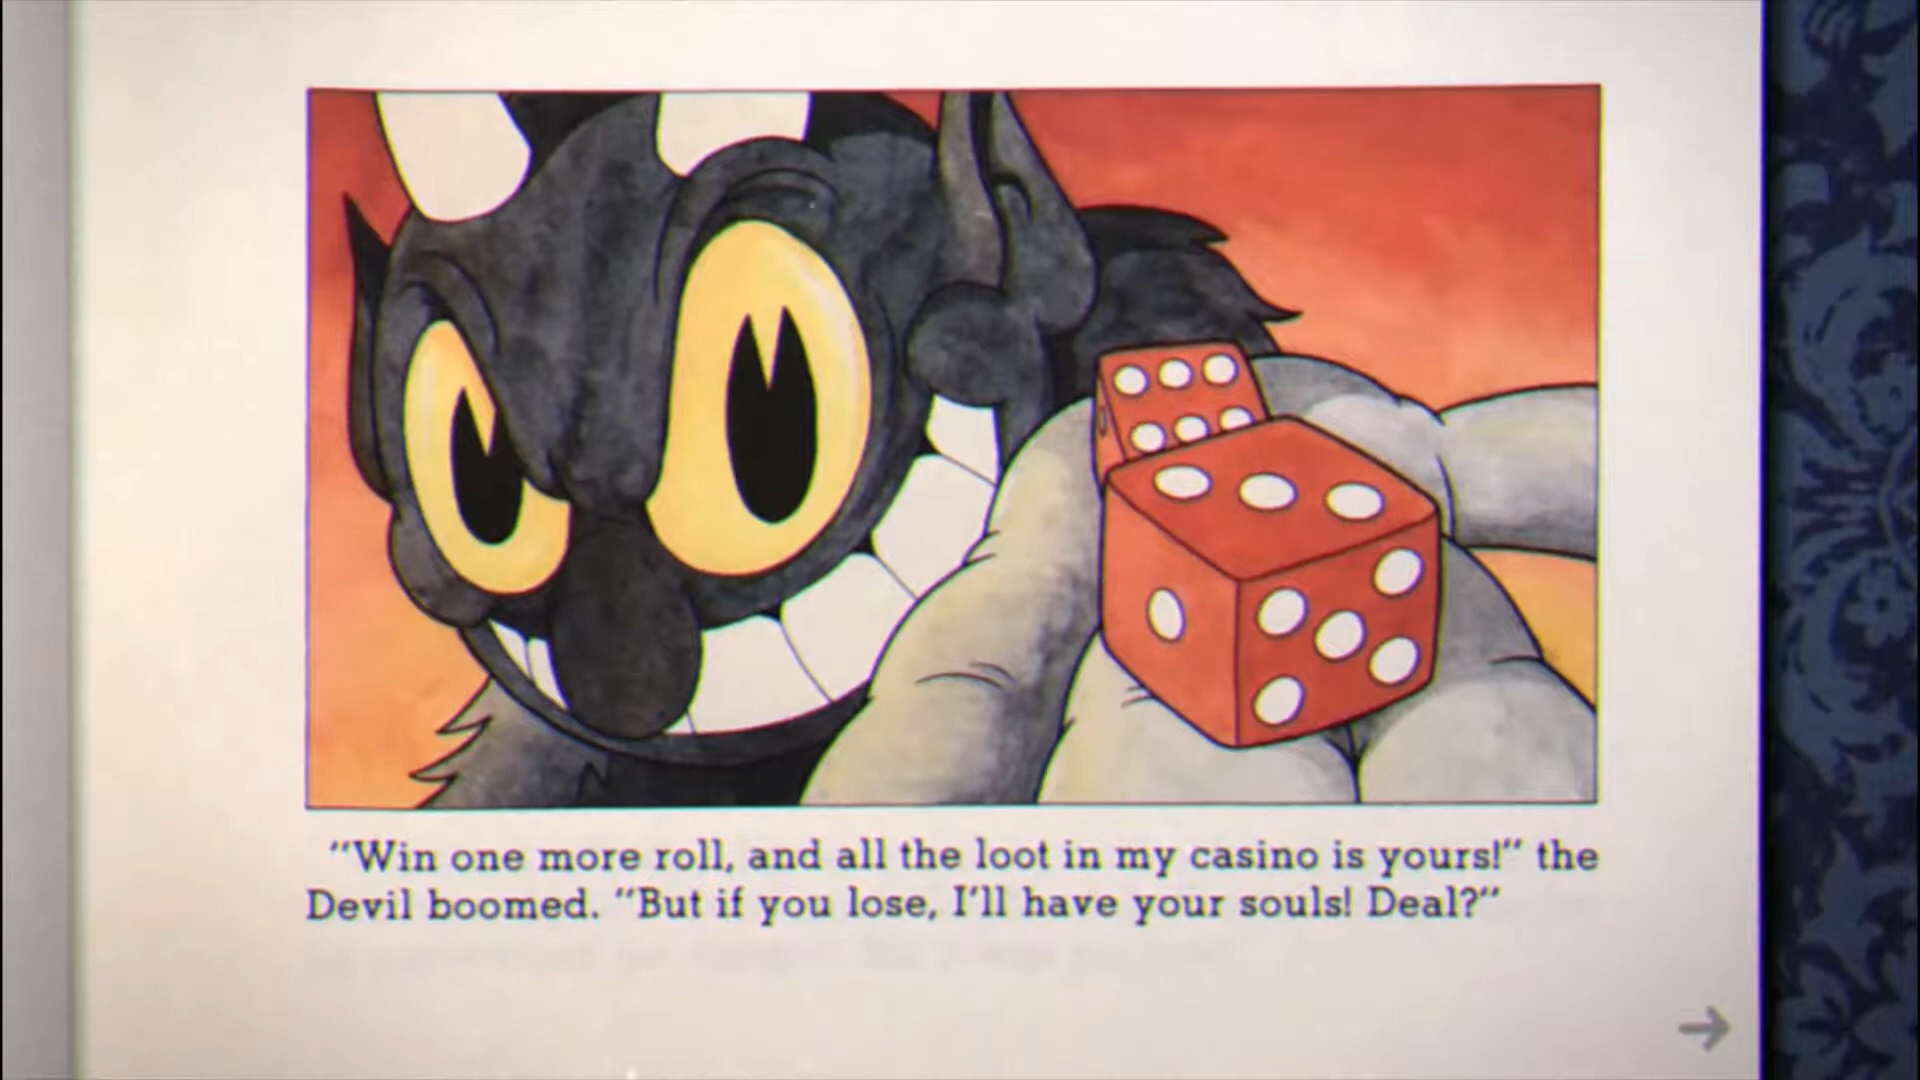 “Win one more roll, and all the loot in my casino is yours!” the
Devil boomed. “But if you lose, I’ll have your souls! Deal?”